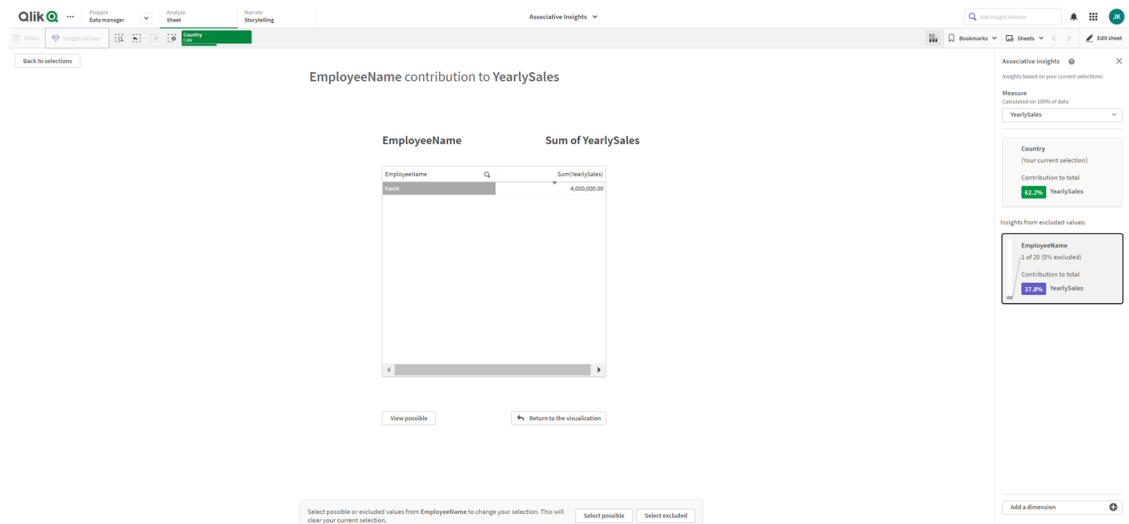 Qlik
Prepare
Data manager
Analyze
Sheet
Narrate
Storytelling
Associative Insights
Ask Insight Advisor
JK
Notes
Insight Advisor
Country
CAN
Bookmarks
Sheets
Edit sheet
Back to selections
EmployeeName contribution to YearlySales
EmployeeName
Sum of YearlySales
EmployeeName
Sum(YearlySales)
Kasie
4,000,000.00
View possible
Return to the visualization
Select possible or excluded values from EmployeeName to change your selection. This will
clear your current selection.
Select possible
Select excluded
Associative insights
Insights based on your current selections:
Measure
Calculated on 100% of data
YearlySales
Country
(Your current selection)
Contribution to total
62.2% YearlySales
Insights from excluded values:
EmployeeName
1 of 20 (5% excluded)
Contribution to total
37.8% YearlySales
Add a dimension